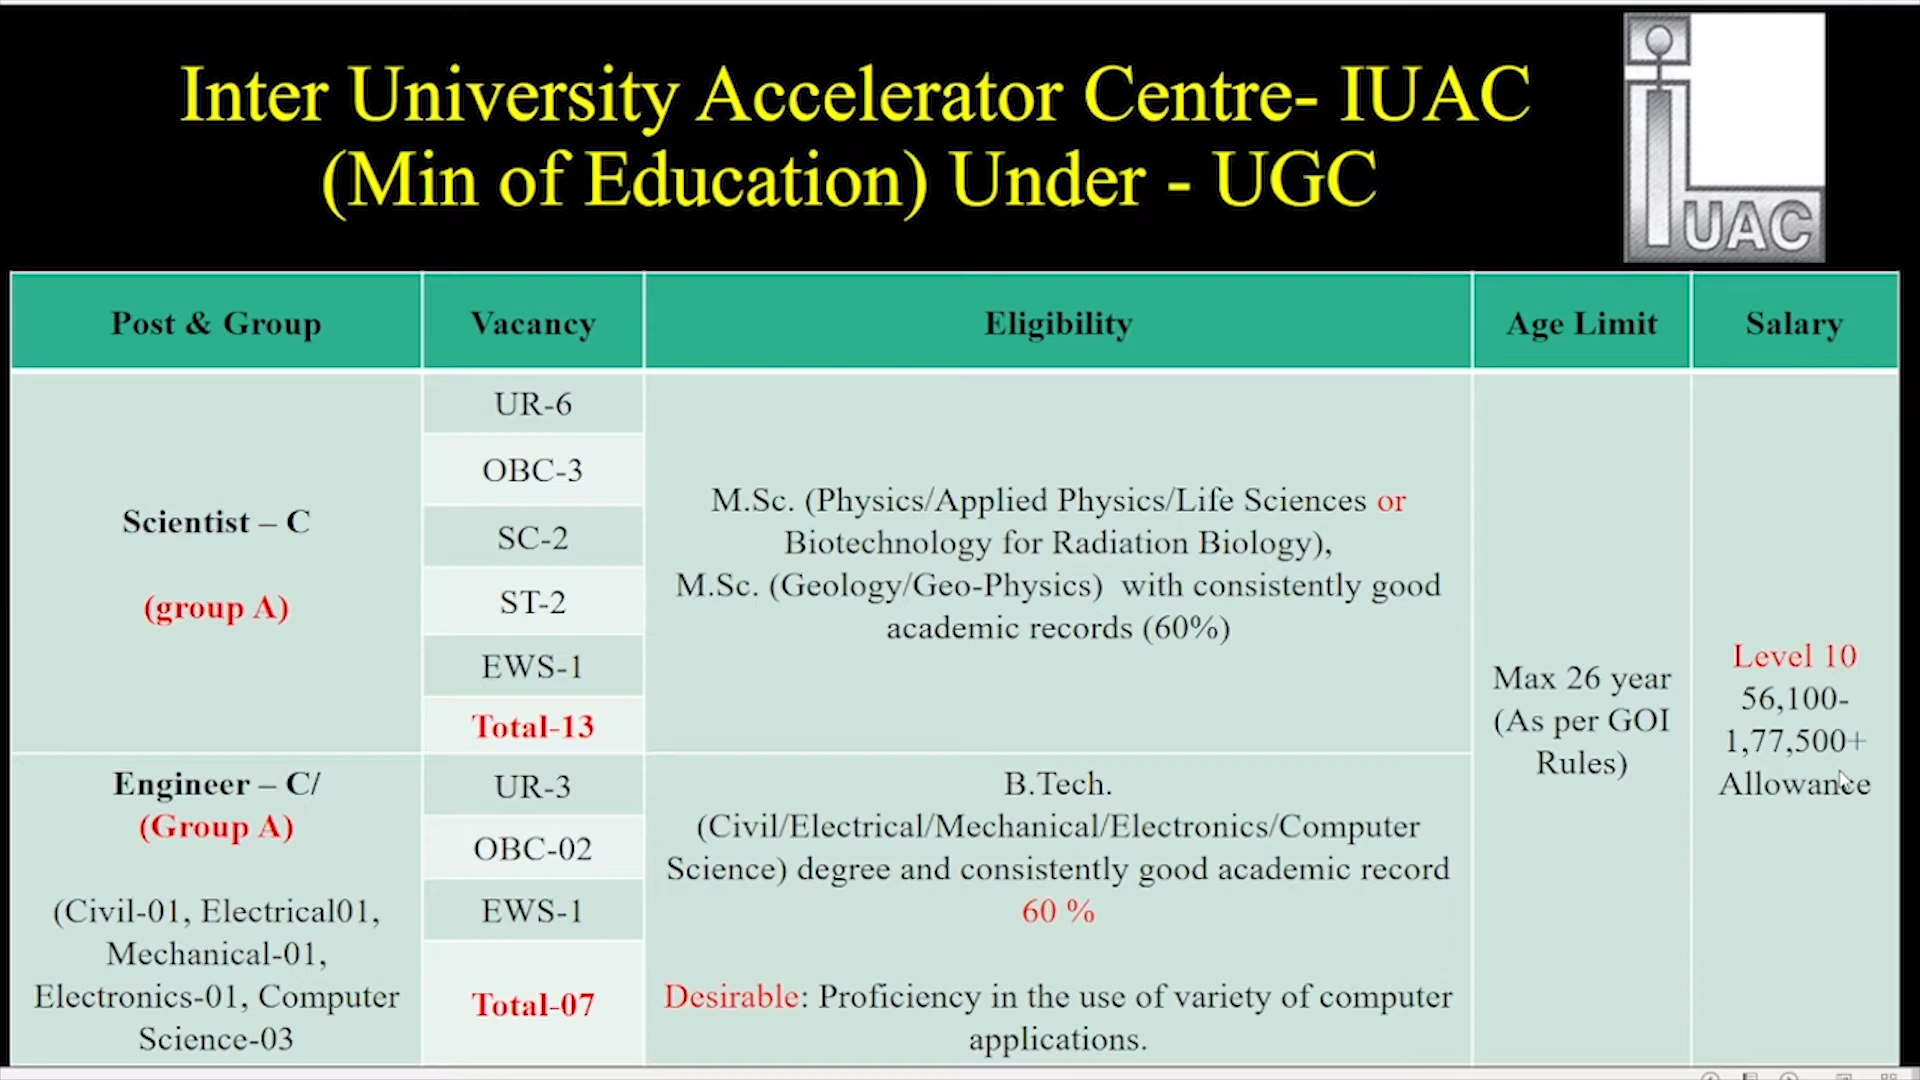 Inter University Accelerator Centre- IUAC
(Min of Education) Under - UGC
UAC
Post & Group
Vacancy
Eligibility
Age Limit
Salary
Scientist – C
(group A)
UR-6
OBC-3
SC-2
ST-2
EWS-1
Total-13
M.Sc. (Physics/Applied Physics/Life Sciences or
Biotechnology for Radiation Biology),
M.Sc. (Geology/Geo-Physics) with consistently good
academic records (60%)
Max 26 year
(As per GOI
Rules)
Level 10
56,100-
1,77,500+
Allowance
Engineer – C/
(Group A)
(Civil-01, Electrical01,
Mechanical-01,
Electronics-01, Computer
Science-03
UR-3
OBC-02
EWS-1
Total-07
B.Tech.
(Civil/Electrical/Mechanical/Electronics/Computer
Science) degree and consistently good academic record
60 %
Desirable: Proficiency in the use of variety of computer
applications.